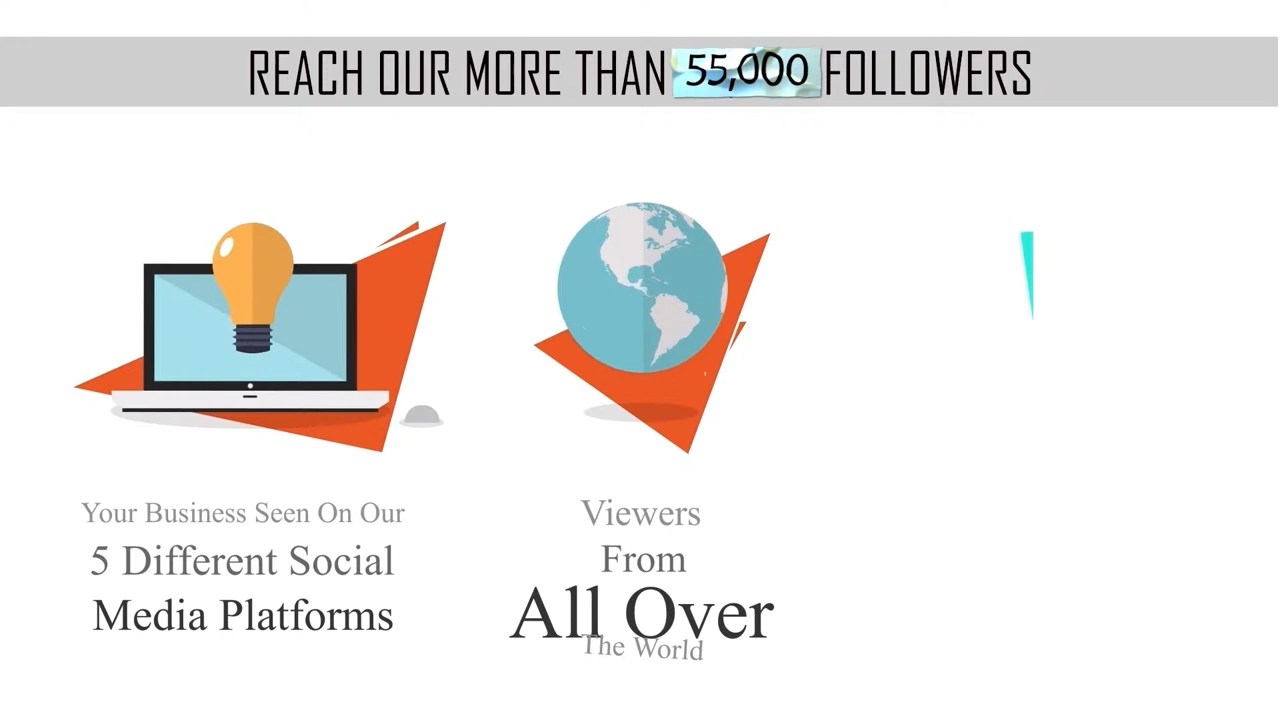 REACH OUR MORE THAN 55,000 FOLLOWERS
Your Business Seen On Our
5 Different Social
Media Platforms
Viewers
From
All Over
The World